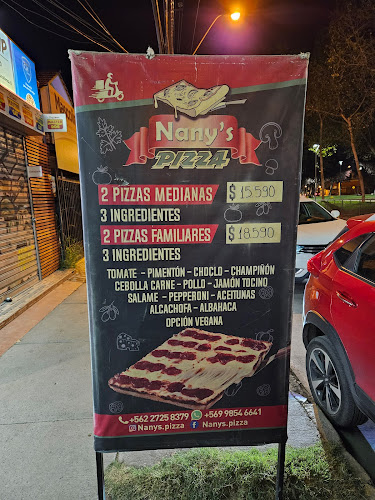 Nany's
PIZZA
2 PIZZAS MEDIANAS $15.590
3 INGREDIENTES
2 PIZZAS FAMILIARES $18.590
3 INGREDIENTES
TOMATE - PIMENTÓN - CHOCLO - CHAMPIÑÓN
CEBOLLA CARNE - POLLO - JAMÓN TOCINO
SALAME - PEPPERONI - ACEITUNAS
ALCACHOFA - ALBAHACA
OPCIÓN VEGANA
+562 2725 8379 +569 9854 6641
Nanys.pizza Nanys.pizza